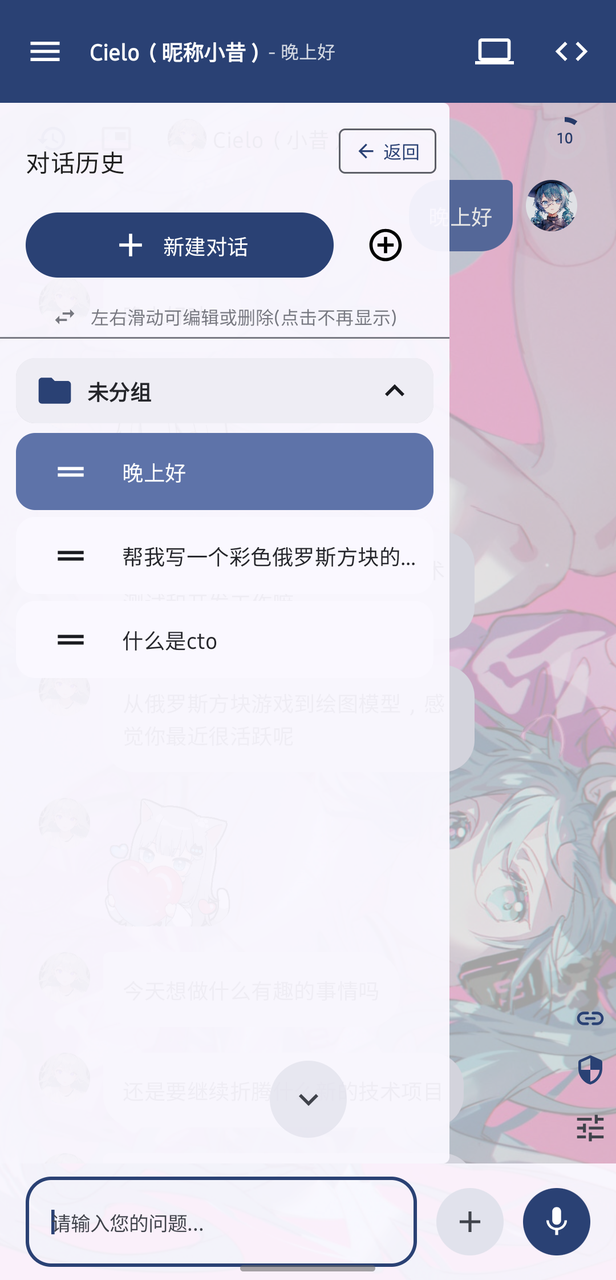 Cielo（昵称小昔）- 晚上好
10
Cielo（小昔
对话历史
返回
晚上好
新建对话
左右滑动可编辑或删除(点击不再显示)
未分组
晚上好
帮我写一个彩色俄罗斯方块的...
什么是cto
从俄罗斯方块游戏到绘图模型，感
觉你最近很活跃呢
今天想做什么有趣的事情吗
还是要继续折腾 的技术项目
请输入您的问题...